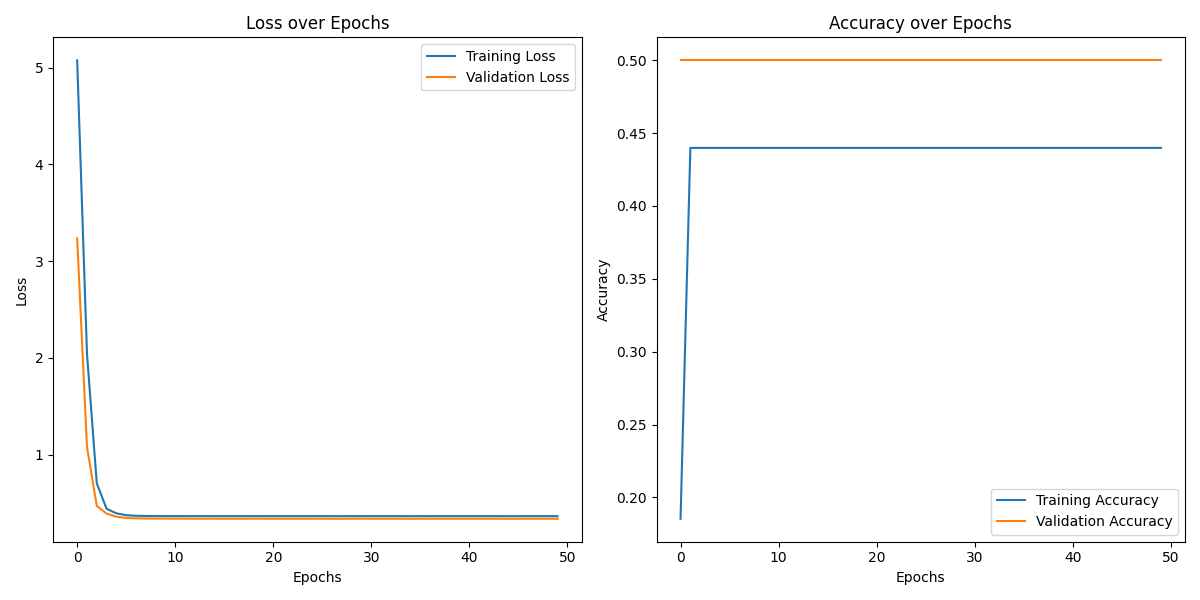 Loss over Epochs
Training Loss
Validation Loss
5
4
3
2
1
Loss
0 10 20 30 40 50
Epochs
Accuracy over Epochs
0.50
0.45
0.40
0.35
0.30
0.25
0.20
Accuracy
Training Accuracy
Validation Accuracy
0 10 20 30 40 50
Epochs